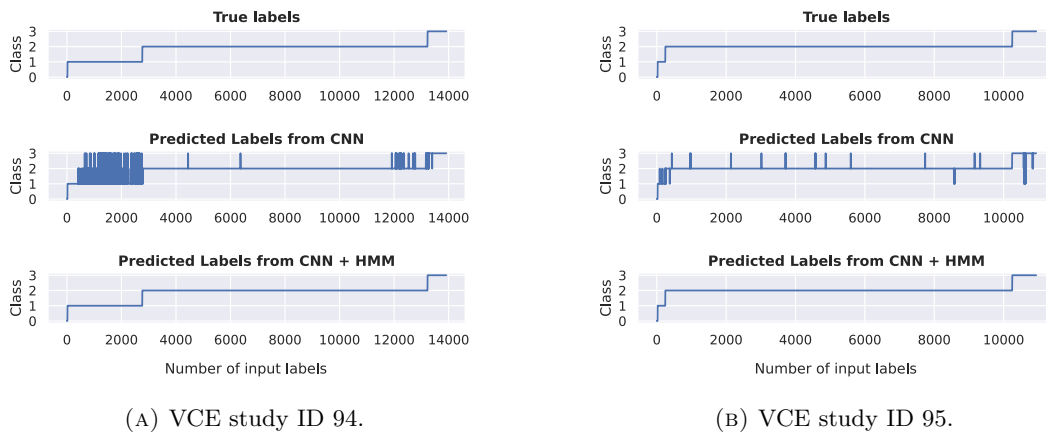 True labels
Class
3
2
1
0
0 2000 4000 6000 8000 10000 12000 14000
Predicted Labels from CNN
Class
3
2
1
0
0 2000 4000 6000 8000 10000 12000 14000
Predicted Labels from CNN + HMM
Class
3
2
1
0
0 2000 4000 6000 8000 10000 12000 14000
Number of input labels
(A) VCE study ID 94.
True labels
Class
3
2
1
0
0 2000 4000 6000 8000 10000
Predicted Labels from CNN
Class
3
2
1
0
0 2000 4000 6000 8000 10000
Predicted Labels from CNN + HMM
Class
3
2
1
0
0 2000 4000 6000 8000 10000
Number of input labels
(B) VCE study ID 95.